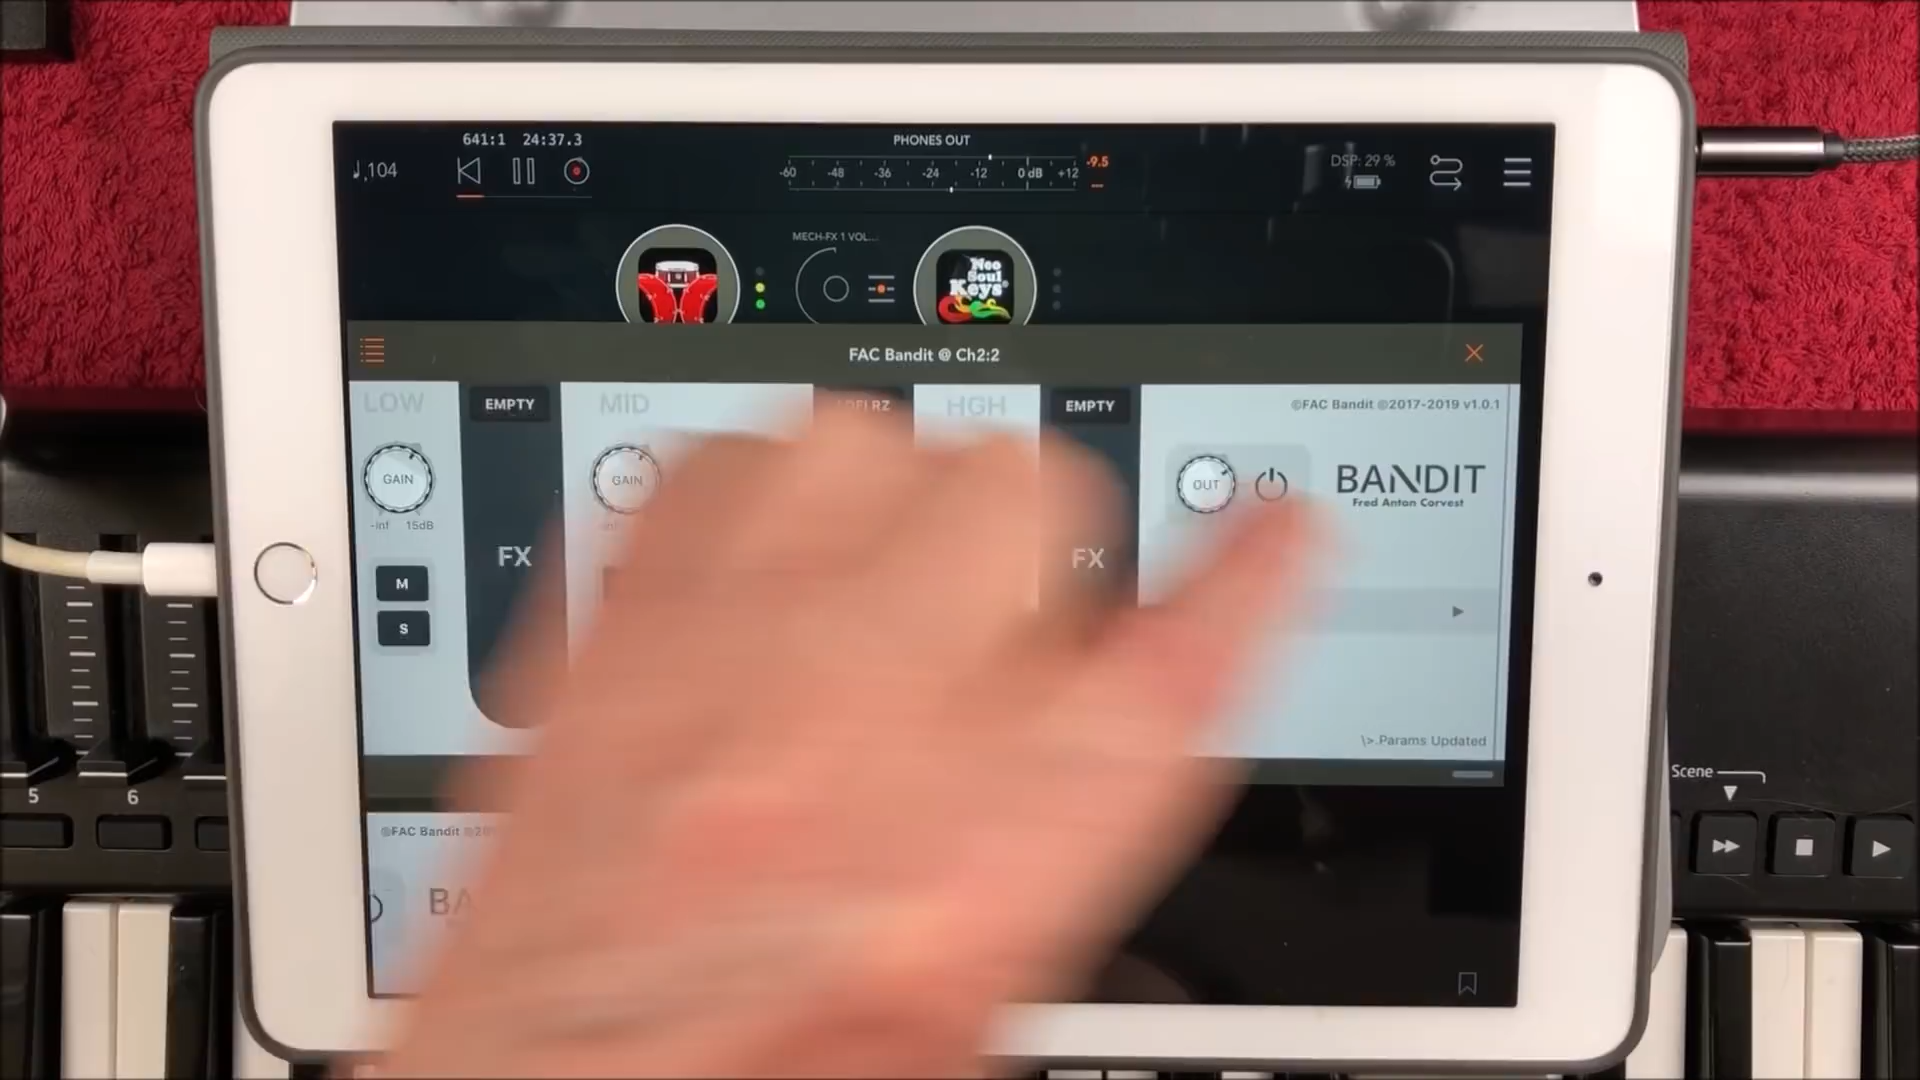 641:1 24:37.3
♩,104
PHONES OUT
-60 -48 -36 -24 -12 0 dB +12
-9.5
DSP: 29 %
MECH-FX 1 VOL...
Neo
Soul
Keys®
FAC Bandit @ Ch2:2
LOW EMPTY MID HGH EMPTY
©FAC Bandit ©2017-2019 v1.0.1
GAIN GAIN OUT
BANDIT
Fred Anton Corvest
-inf 15dB
FX FX
M
S
\>.Params Updated
©FAC Bandit
BA
5 6
Scene